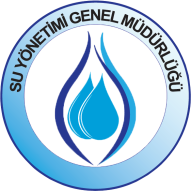 SU YÖNETİMİ GENEL MÜDÜRLÜĞÜ